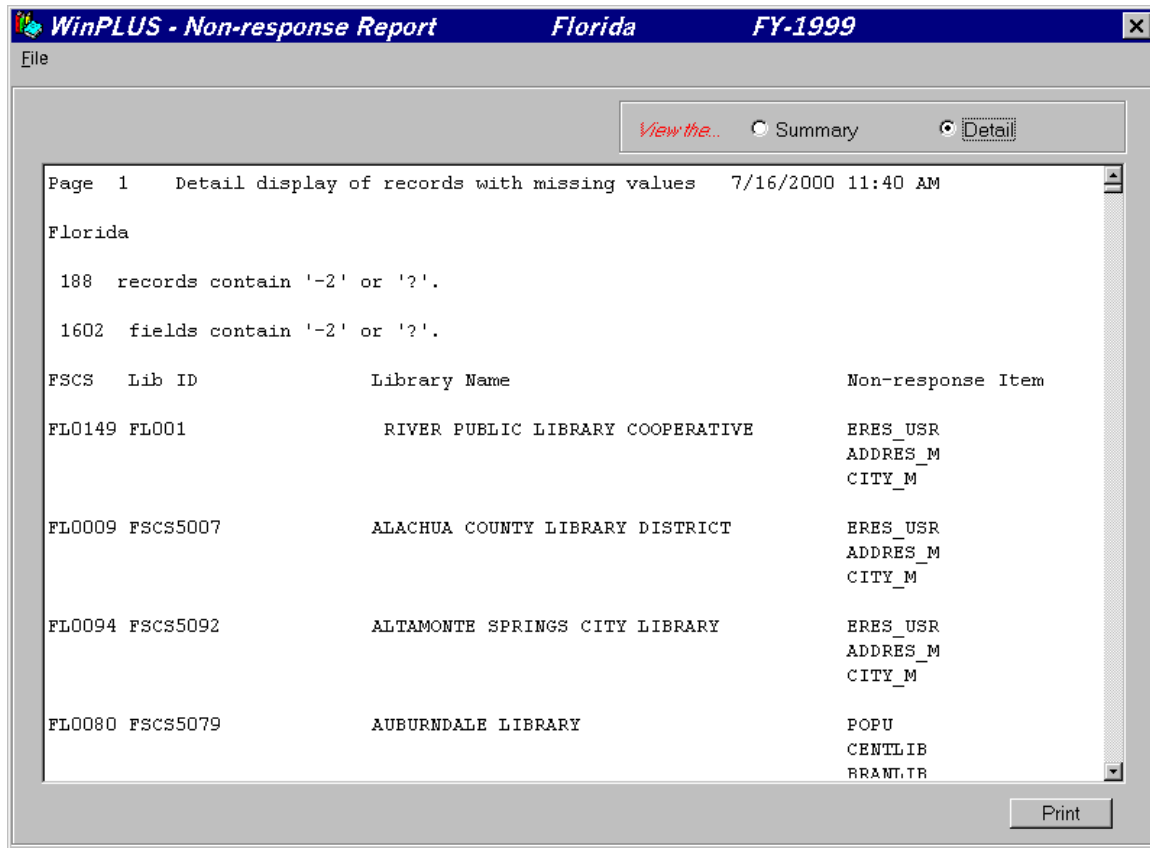 WinPLUS - Non-response Report Florida FY-1999
File
View the... Summary Detail
Page 1 Detail display of records with missing values 7/16/2000 11:40 AM
Florida
188 records contain '-2' or '?'.
1602 fields contain '-2' or '?'.
FSCS Lib ID Library Name Non-response Item
FL0149 FL001 RIVER PUBLIC LIBRARY COOPERATIVE ERES_USR
ADDRES_M
CITY_M
FL0009 FSCS5007 ALACHUA COUNTY LIBRARY DISTRICT ERES_USR
ADDRES_M
CITY_M
FL0094 FSCS5092 ALTAMONTE SPRINGS CITY LIBRARY ERES_USR
ADDRES_M
CITY_M
FL0080 FSCS5079 AUBURNDALE LIBRARY POPU
CENTLIB
BRANLIB
Print